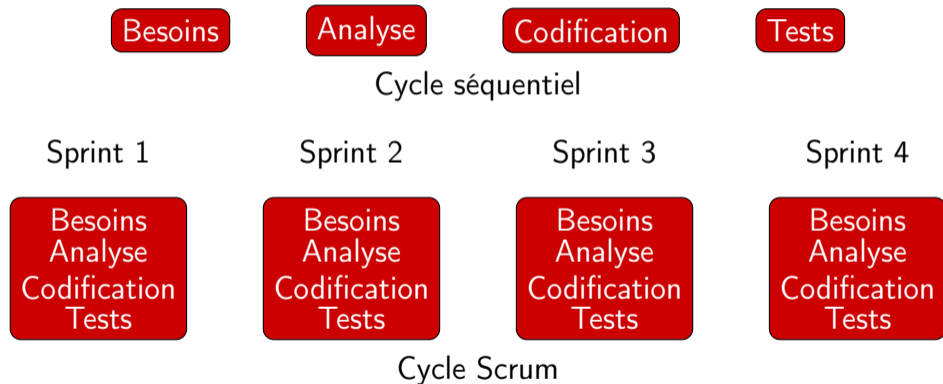 Besoins Analyse Codification Tests
Cycle séquentiel
Sprint 1 Sprint 2 Sprint 3 Sprint 4
Besoins Besoins Besoins Besoins
Analyse Analyse Analyse Analyse
Codification Codification Codification Codification
Tests Tests Tests Tests
Cycle Scrum